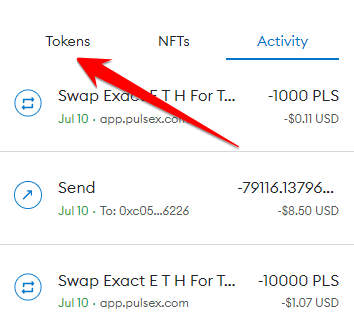 Tokens NFTs Activity
Swap Exact E T H For T... -1000 PLS
Jul 10 · app.pulsex.com -$0.11 USD
Send -79116.13796...
Jul 10 · To: 0xc05...6226 -$8.50 USD
Swap Exact E T H For T... -10000 PLS
Jul 10 · app.pulsex.com -$1.07 USD